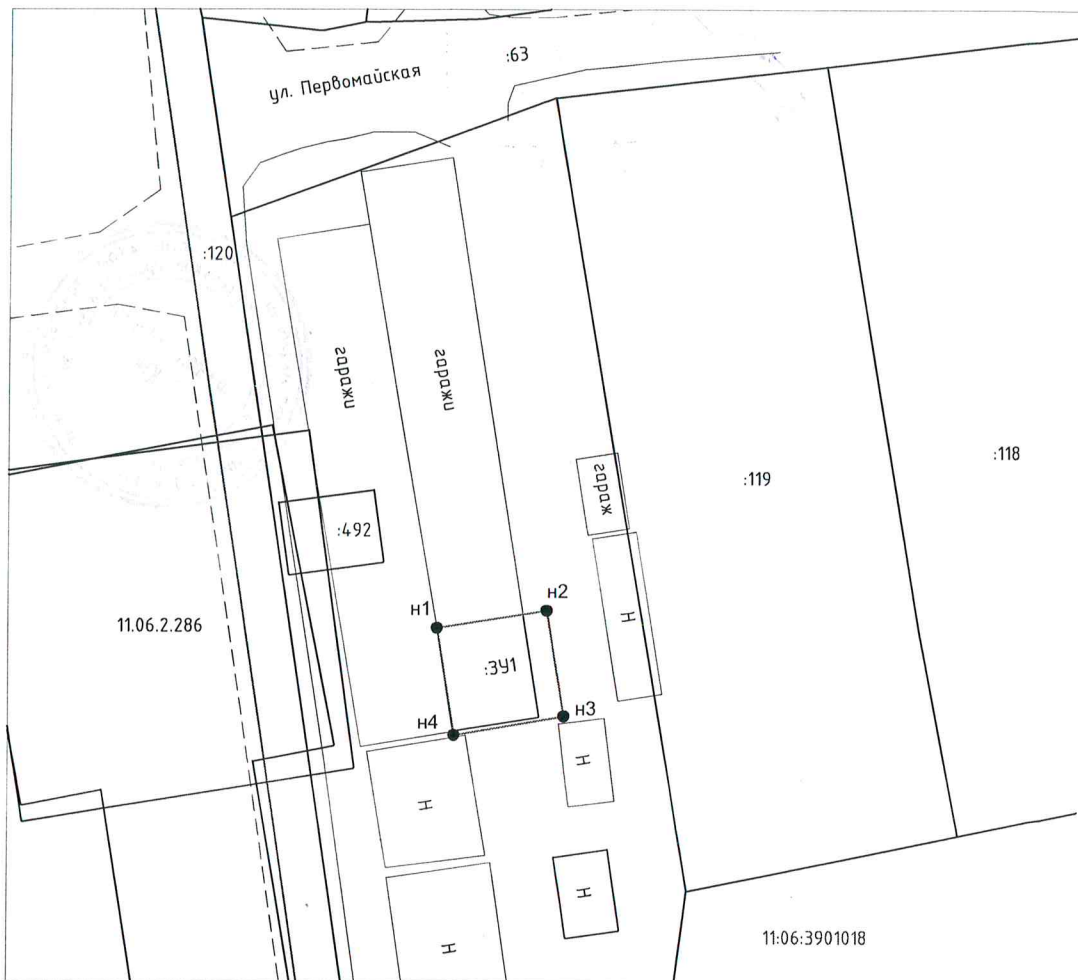 :63
ул. Первомайская
:120
гаражи
гаражи
:118
гараж
:119
:492
н2
н1
11.06.2.286
Н
:ЗУ1
н3
н4
Н
Н
Н
Н
11:06:3901018